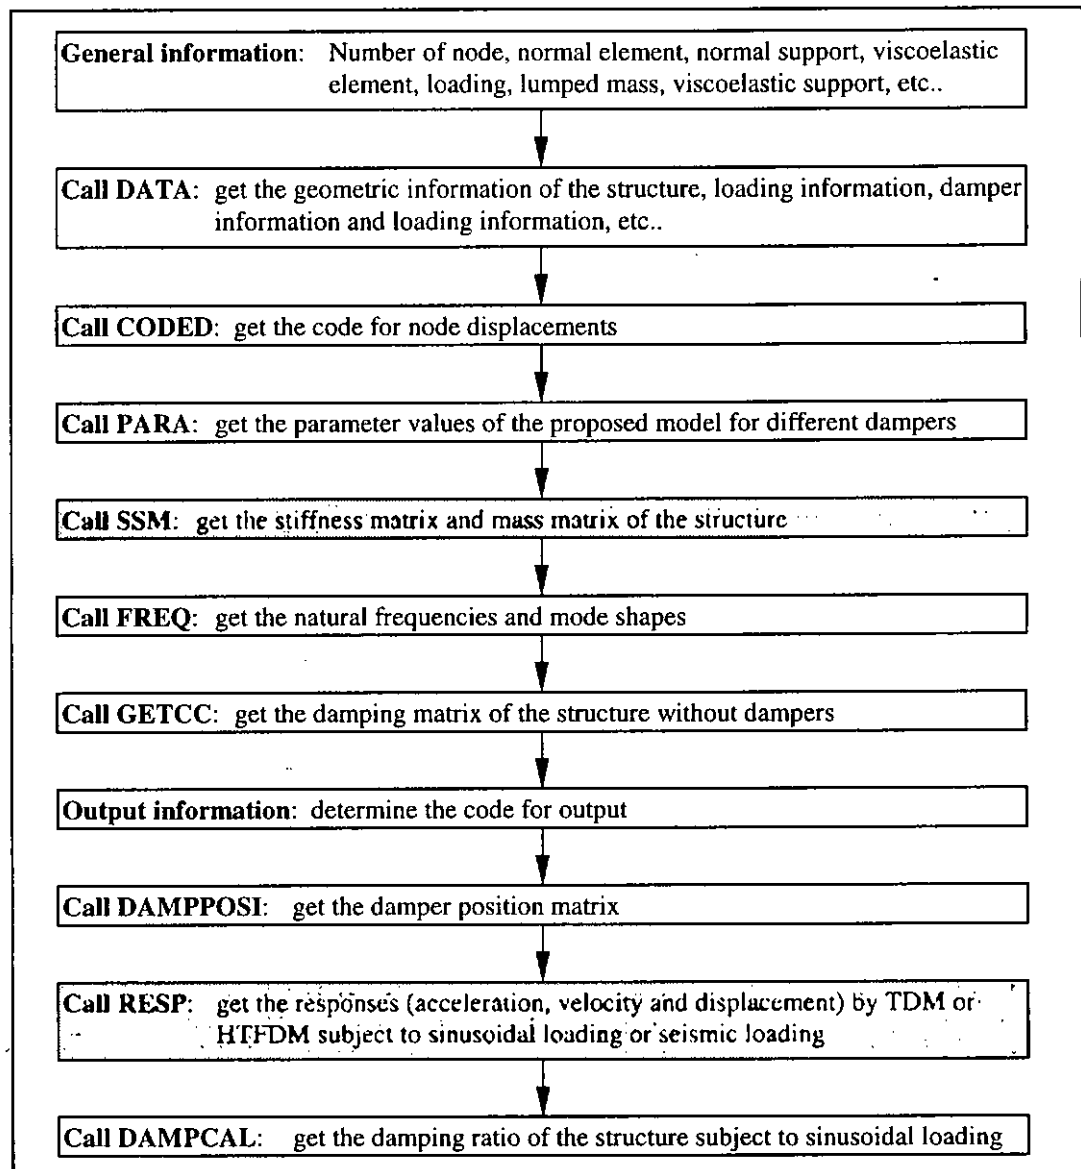 General information: Number of node, normal element, normal support, viscoelastic
element, loading, lumped mass, viscoelastic support, etc..
Call DATA: get the geometric information of the structure, loading information, damper
information and loading information, etc..
Call CODED: get the code for node displacements
Call PARA: get the parameter values of the proposed model for different dampers
Call SSM: get the stiffness matrix and mass matrix of the structure
Call FREQ: get the natural frequencies and mode shapes
Call GETCC: get the damping matrix of the structure without dampers
Output information: determine the code for output
Call DAMPPOSI: get the damper position matrix
Call RESP: get the responses (acceleration, velocity and displacement) by TDM or
HTFDM subject to sinusoidal loading or seismic loading
Call DAMPCAL: get the damping ratio of the structure subject to sinusoidal loading